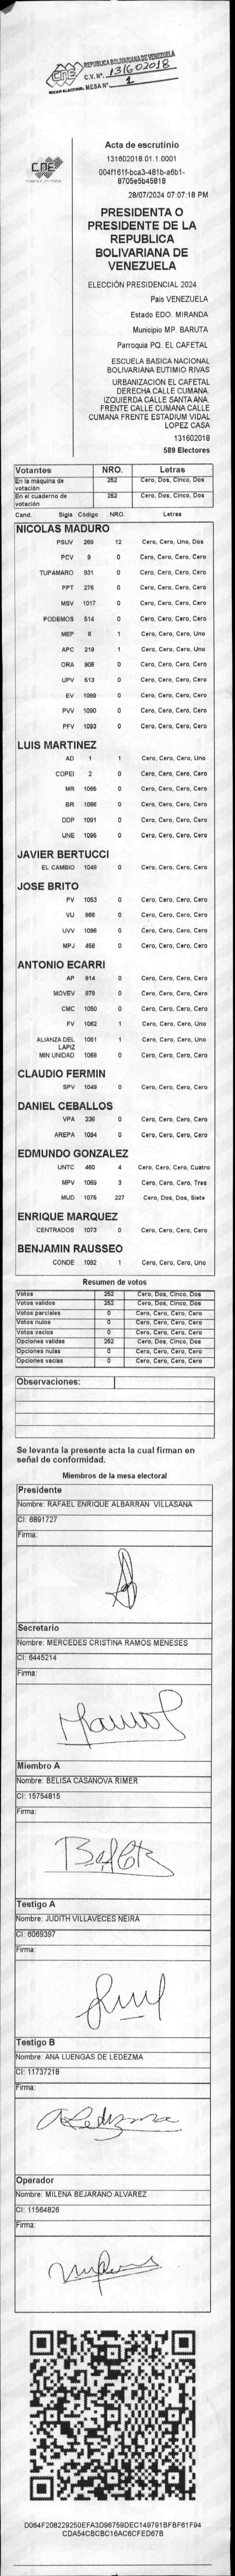 REPUBLICA BOLIVARIANA DE VENEZUELA
CNE C.V. Nº. 131602018
MESA Nº 1
Acta de escrutinio
131602018.01.1.0001
004f161f-bca3-481b-a6b1-
8705e5b45818
28/07/2024 07:07:18 PM
PRESIDENTA O
PRESIDENTE DE LA
REPUBLICA
BOLIVARIANA DE
VENEZUELA
ELECCIÓN PRESIDENCIAL 2024
País VENEZUELA
Estado EDO. MIRANDA
Municipio MP. BARUTA
Parroquia PQ. EL CAFETAL
ESCUELA BASICA NACIONAL
BOLIVARIANA EUTIMIO RIVAS
URBANIZACION EL CAFETAL
DERECHA CALLE CUMANA.
IZQUIERDA CALLE SANTA ANA.
FRENTE CALLE CUMANA CALLE
CUMANA FRENTE ESTADIUM VIDAL
LOPEZ CASA
131602018
589 Electores
Votantes NRO. Letras
En la máquina de votación 252 Cero, Dos, Cinco, Dos
En el cuaderno de votación 252 Cero, Dos, Cinco, Dos
Cand. Sigla Código NRO. Letras
NICOLAS MADURO
PSUV 269 12 Cero, Cero, Uno, Dos
PCV 9 0 Cero, Cero, Cero, Cero
TUPAMARO 931 0 Cero, Cero, Cero, Cero
PPT 276 0 Cero, Cero, Cero, Cero
MSV 1017 0 Cero, Cero, Cero, Cero
PODEMOS 514 0 Cero, Cero, Cero, Cero
MEP 6 1 Cero, Cero, Cero, Uno
APC 219 1 Cero, Cero, Cero, Uno
ORA 906 0 Cero, Cero, Cero, Cero
UPV 513 0 Cero, Cero, Cero, Cero
EV 1089 0 Cero, Cero, Cero, Cero
PVV 1090 0 Cero, Cero, Cero, Cero
PFV 1093 0 Cero, Cero, Cero, Cero
LUIS MARTINEZ
AD 1 1 Cero, Cero, Cero, Uno
COPEI 2 0 Cero, Cero, Cero, Cero
MR 1065 0 Cero, Cero, Cero, Cero
BR 1066 0 Cero, Cero, Cero, Cero
DDP 1091 0 Cero, Cero, Cero, Cero
UNE 1095 0 Cero, Cero, Cero, Cero
JAVIER BERTUCCI
EL CAMBIO 1048 0 Cero, Cero, Cero, Cero
JOSE BRITO
PV 1053 0 Cero, Cero, Cero, Cero
VU 868 0 Cero, Cero, Cero, Cero
UVV 1096 0 Cero, Cero, Cero, Cero
MPJ 458 0 Cero, Cero, Cero, Cero
ANTONIO ECARRI
AP 814 0 Cero, Cero, Cero, Cero
MOVEV 879 0 Cero, Cero, Cero, Cero
CMC 1050 0 Cero, Cero, Cero, Cero
FV 1062 1 Cero, Cero, Cero, Uno
ALIANZA DEL LAPIZ 1051 1 Cero, Cero, Cero, Uno
MIN UNIDAD 1068 0 Cero, Cero, Cero, Cero
CLAUDIO FERMIN
SPV 1049 0 Cero, Cero, Cero, Cero
DANIEL CEBALLOS
VPA 236 0 Cero, Cero, Cero, Cero
AREPA 1094 0 Cero, Cero, Cero, Cero
EDMUNDO GONZALEZ
UNTC 460 4 Cero, Cero, Cero, Cuatro
MPV 1069 3 Cero, Cero, Cero, Tres
MUD 1076 227 Cero, Dos, Dos, Siete
ENRIQUE MARQUEZ
CENTRADOS 1073 0 Cero, Cero, Cero, Cero
BENJAMIN RAUSSEO
CONDE 1092 1 Cero, Cero, Cero, Uno
Resumen de votos
Votos 252 Cero, Dos, Cinco, Dos
Votos validos 252 Cero, Dos, Cinco, Dos
Votos parciales 0 Cero, Cero, Cero, Cero
Votos nulos 0 Cero, Cero, Cero, Cero
Votos vacios 0 Cero, Cero, Cero, Cero
Opciones validas 252 Cero, Dos, Cinco, Dos
Opciones nulas 0 Cero, Cero, Cero, Cero
Opciones vacias 0 Cero, Cero, Cero, Cero
Observaciones:
Se levanta la presente acta la cual firman en
señal de conformidad.
Miembros de la mesa electoral
Presidente
Nombre: RAFAEL ENRIQUE ALBARRAN VILLASANA
CI: 6891727
Firma:
Secretario
Nombre: MERCEDES CRISTINA RAMOS MENESES
CI: 6445214
Firma:
Miembro A
Nombre: BELISA CASANOVA RIMER
CI: 15754815
Firma:
Testigo A
Nombre: JUDITH VILLAVECES NEIRA
CI: 6069397
Firma:
Testigo B
Nombre: ANA LUENGAS DE LEDEZMA
CI: 11737218
Firma:
Operador
Nombre: MILENA BEJARANO ALVAREZ
CI: 11564826
Firma:
D064F208229250EFA3D96759DEC149791BFBF61F94
CDA54CBCBC16AC6CFED67B